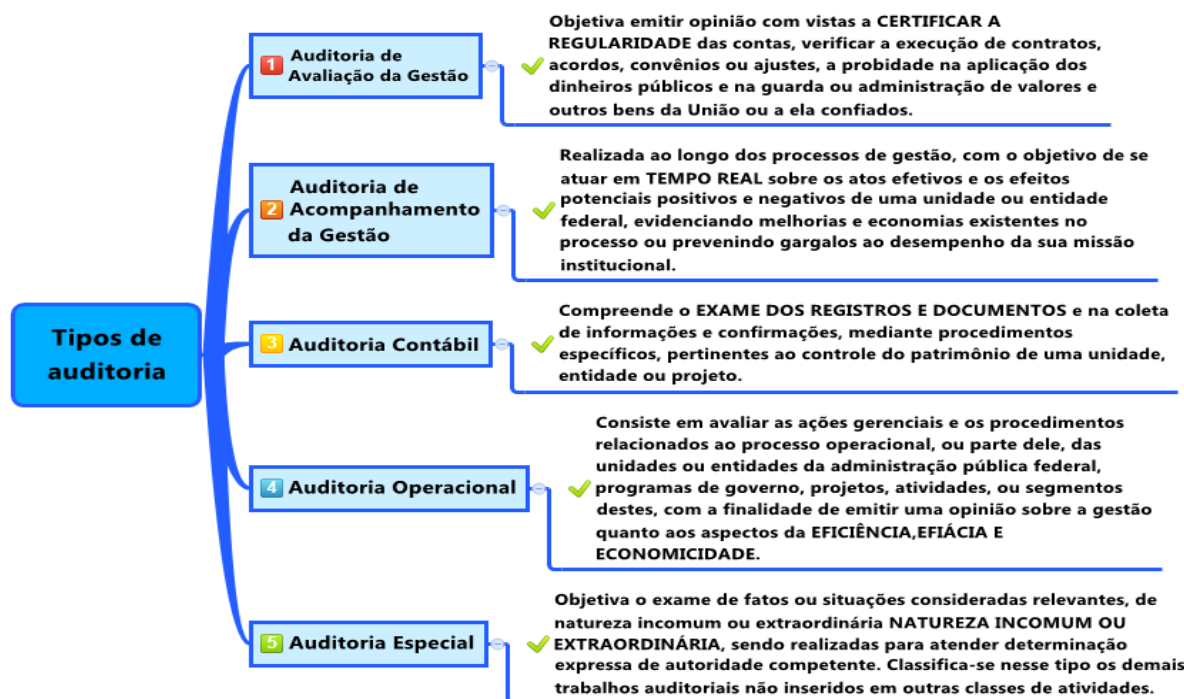 Tipos de
auditoria
1 Auditoria de
Avaliação da Gestão
Objetiva emitir opinião com vistas a CERTIFICAR A
REGULARIDADE das contas, verificar a execução de contratos,
acordos, convênios ou ajustes, a probidade na aplicação dos
dinheiros públicos e na guarda ou administração de valores e
outros bens da União ou a ela confiados.
2 Auditoria de
Acompanhamento
da Gestão
Realizada ao longo dos processos de gestão, com o objetivo de se
atuar em TEMPO REAL sobre os atos efetivos e os efeitos
potenciais positivos e negativos de uma unidade ou entidade
federal, evidenciando melhorias e economias existentes no
processo ou prevenindo gargalos ao desempenho da sua missão
institucional.
3 Auditoria Contábil
Compreende o EXAME DOS REGISTROS E DOCUMENTOS e na coleta
de informações e confirmações, mediante procedimentos
específicos, pertinentes ao controle do patrimônio de uma unidade,
entidade ou projeto.
4 Auditoria Operacional
Consiste em avaliar as ações gerenciais e os procedimentos
relacionados ao processo operacional, ou parte dele, das
unidades ou entidades da administração pública federal,
programas de governo, projetos, atividades, ou segmentos
destes, com a finalidade de emitir uma opinião sobre a gestão
quanto aos aspectos da EFICIÊNCIA,EFIÁCIA E
ECONOMICIDADE.
5 Auditoria Especial
Objetiva o exame de fatos ou situações consideradas relevantes, de
natureza incomum ou extraordinária NATUREZA INCOMUM OU
EXTRAORDINÁRIA, sendo realizadas para atender determinação
expressa de autoridade competente. Classifica-se nesse tipo os demais
trabalhos auditoriais não inseridos em outras classes de atividades.